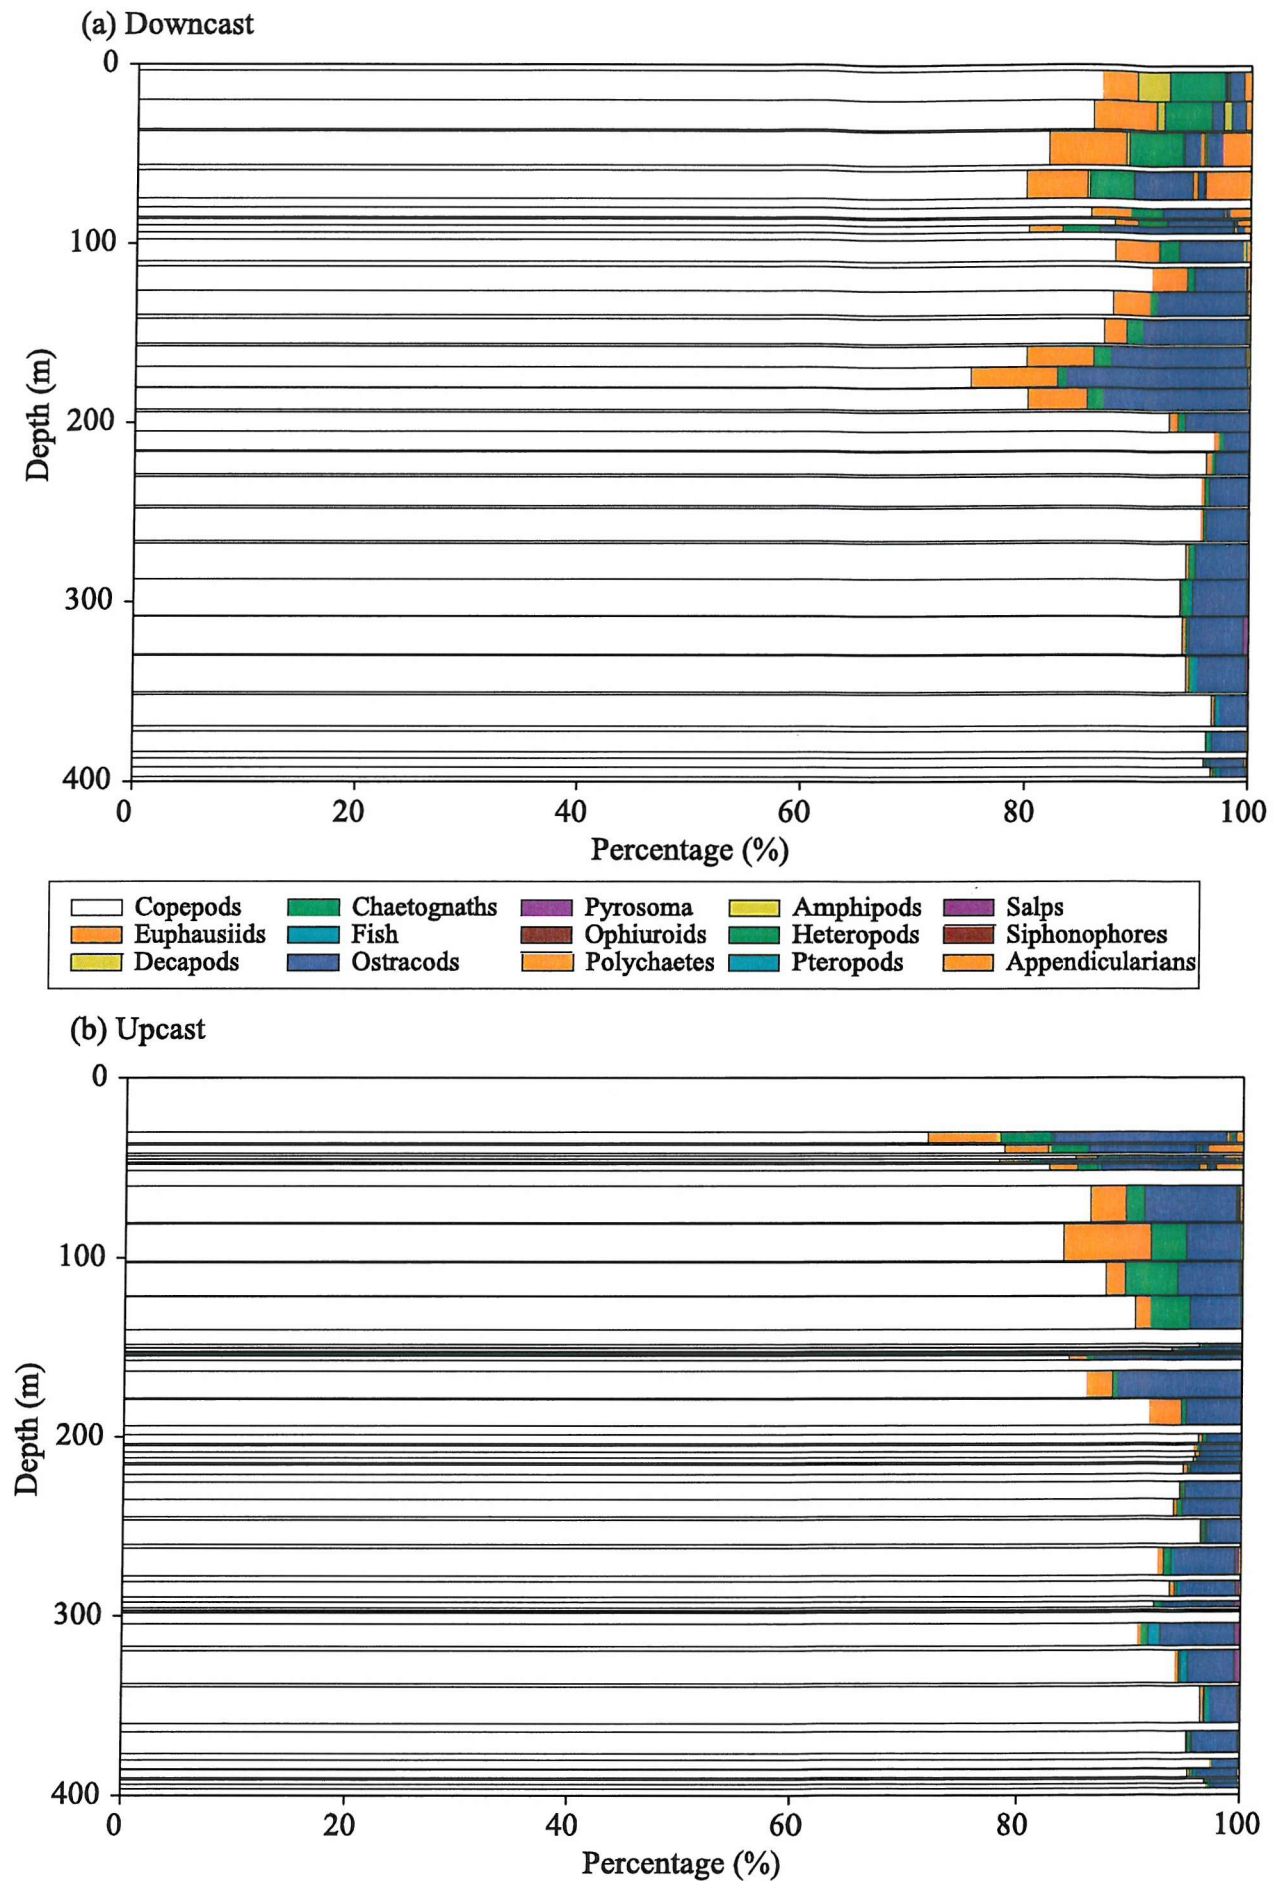 (a) Downcast
0
100
200
300
400
Depth (m)
0 20 40 60 80 100
Percentage (%)
Copepods Chaetognaths Pyrosoma Amphipods Salps
Euphausiids Fish Ophiuroids Heteropods Siphonophores
Decapods Ostracods Polychaetes Pteropods Appendicularians
(b) Upcast
0
100
200
300
400
Depth (m)
0 20 40 60 80 100
Percentage (%)